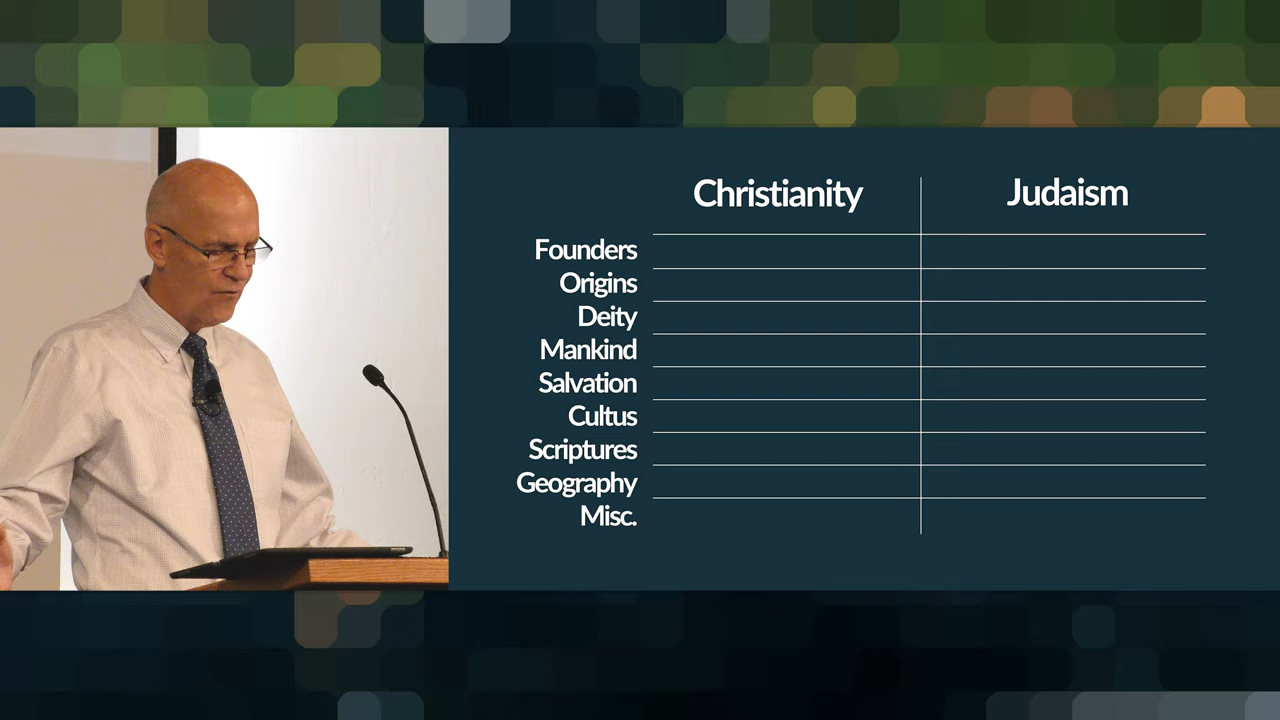 Christianity Judaism
Founders
Origins
Deity
Mankind
Salvation
Cultus
Scriptures
Geography
Misc.